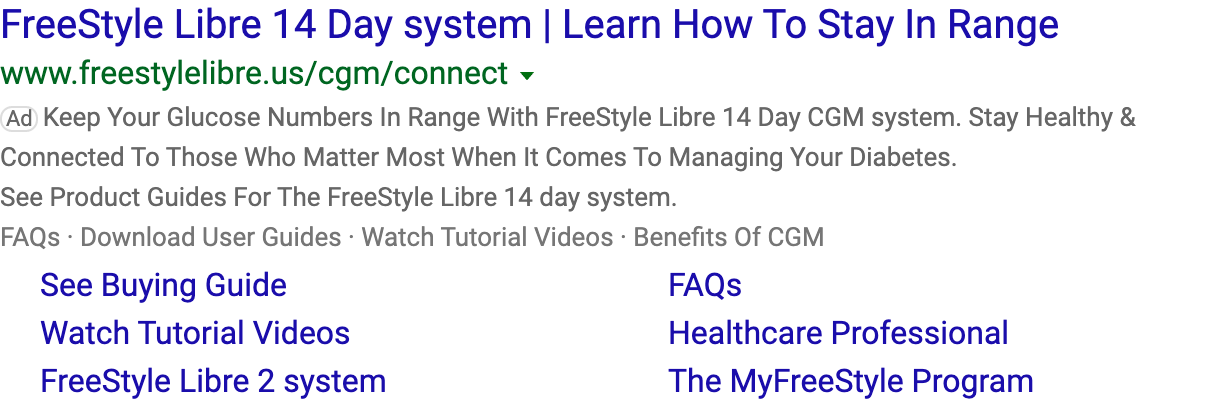 FreeStyle Libre 14 Day system | Learn How To Stay In Range
www.freestylelibre.us/cgm/connect
Ad Keep Your Glucose Numbers In Range With FreeStyle Libre 14 Day CGM system. Stay Healthy &
Connected To Those Who Matter Most When It Comes To Managing Your Diabetes.
See Product Guides For The FreeStyle Libre 14 day system.
FAQs · Download User Guides · Watch Tutorial Videos · Benefits Of CGM
See Buying Guide
FAQs
Watch Tutorial Videos
Healthcare Professional
FreeStyle Libre 2 system
The MyFreeStyle Program